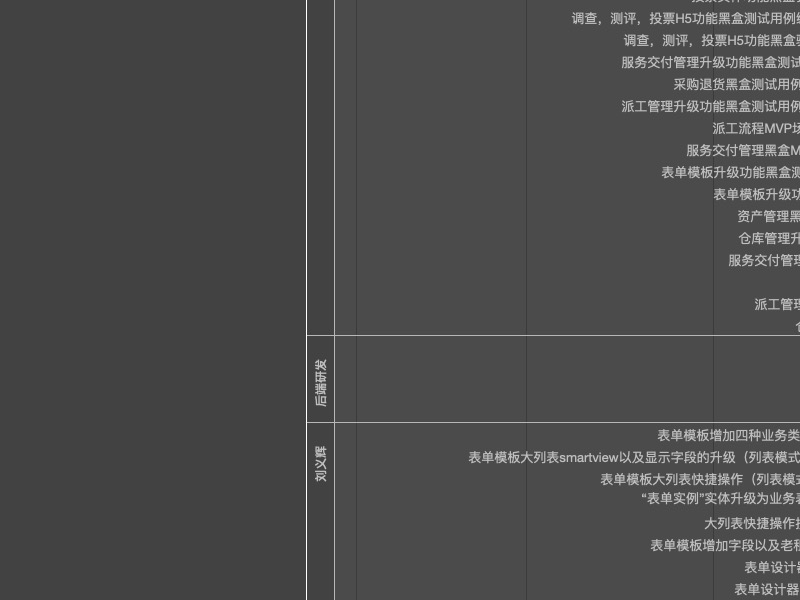 调查，测评，投票H5功能黑盒测试用例
调查，测评，投票H5功能黑盒
服务交付管理升级功能黑盒测试
采购退货黑盒测试用例
派工管理升级功能黑盒测试用例
派工流程MVP
服务交付管理黑盒M
表单模板升级功能黑盒测
表单模板升级功
资产管理黑
仓库管理升
服务交付管理
派工管理
后端研发
刘义辉
表单模板增加四种业务类
表单模板大列表smartview以及显示字段的升级（列表模式
表单模板大列表快捷操作（列表模式
“表单实例”实体升级为业务表
大列表快捷操作
表单模板增加字段以及老租
表单设计
表单设计器